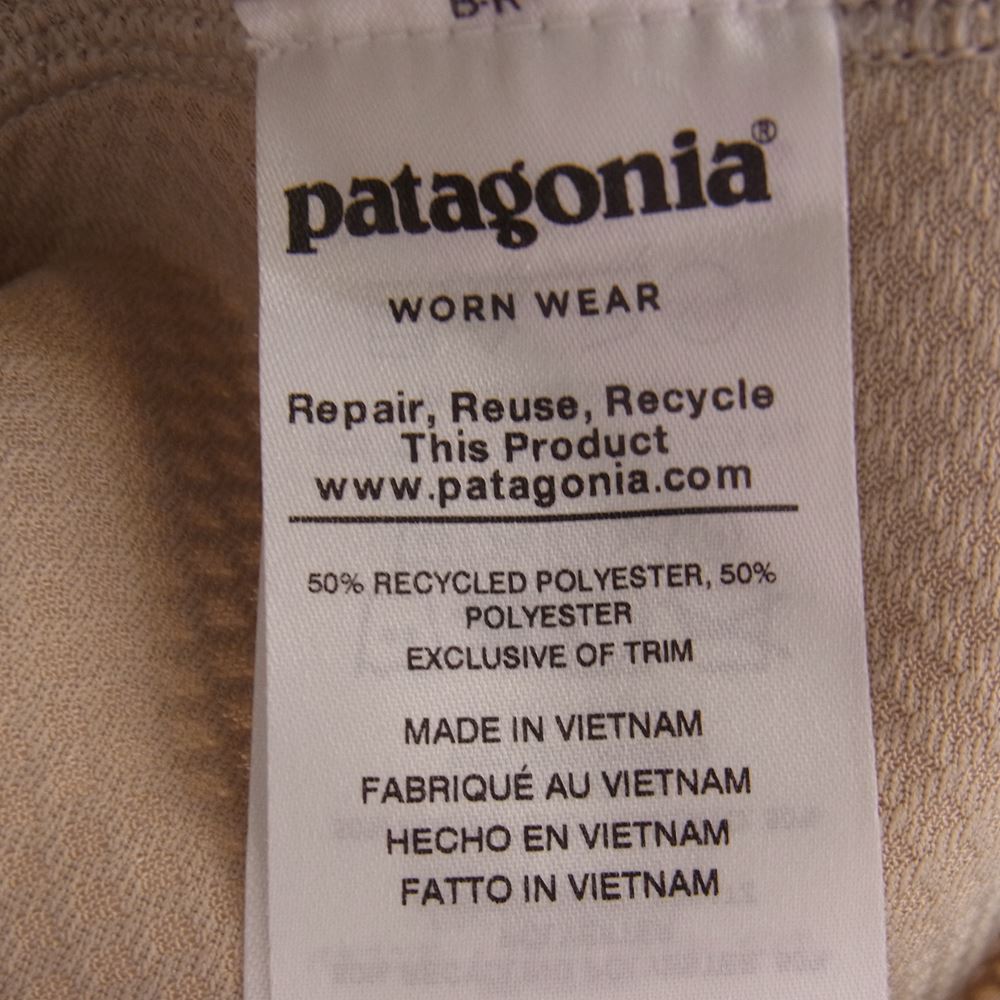 patagonia®
WORN WEAR
Repair, Reuse, Recycle
This Product
www.patagonia.com
50% RECYCLED POLYESTER, 50%
POLYESTER
EXCLUSIVE OF TRIM
MADE IN VIETNAM
FABRIQUÉ AU VIETNAM
HECHO EN VIETNAM
FATTO IN VIETNAM